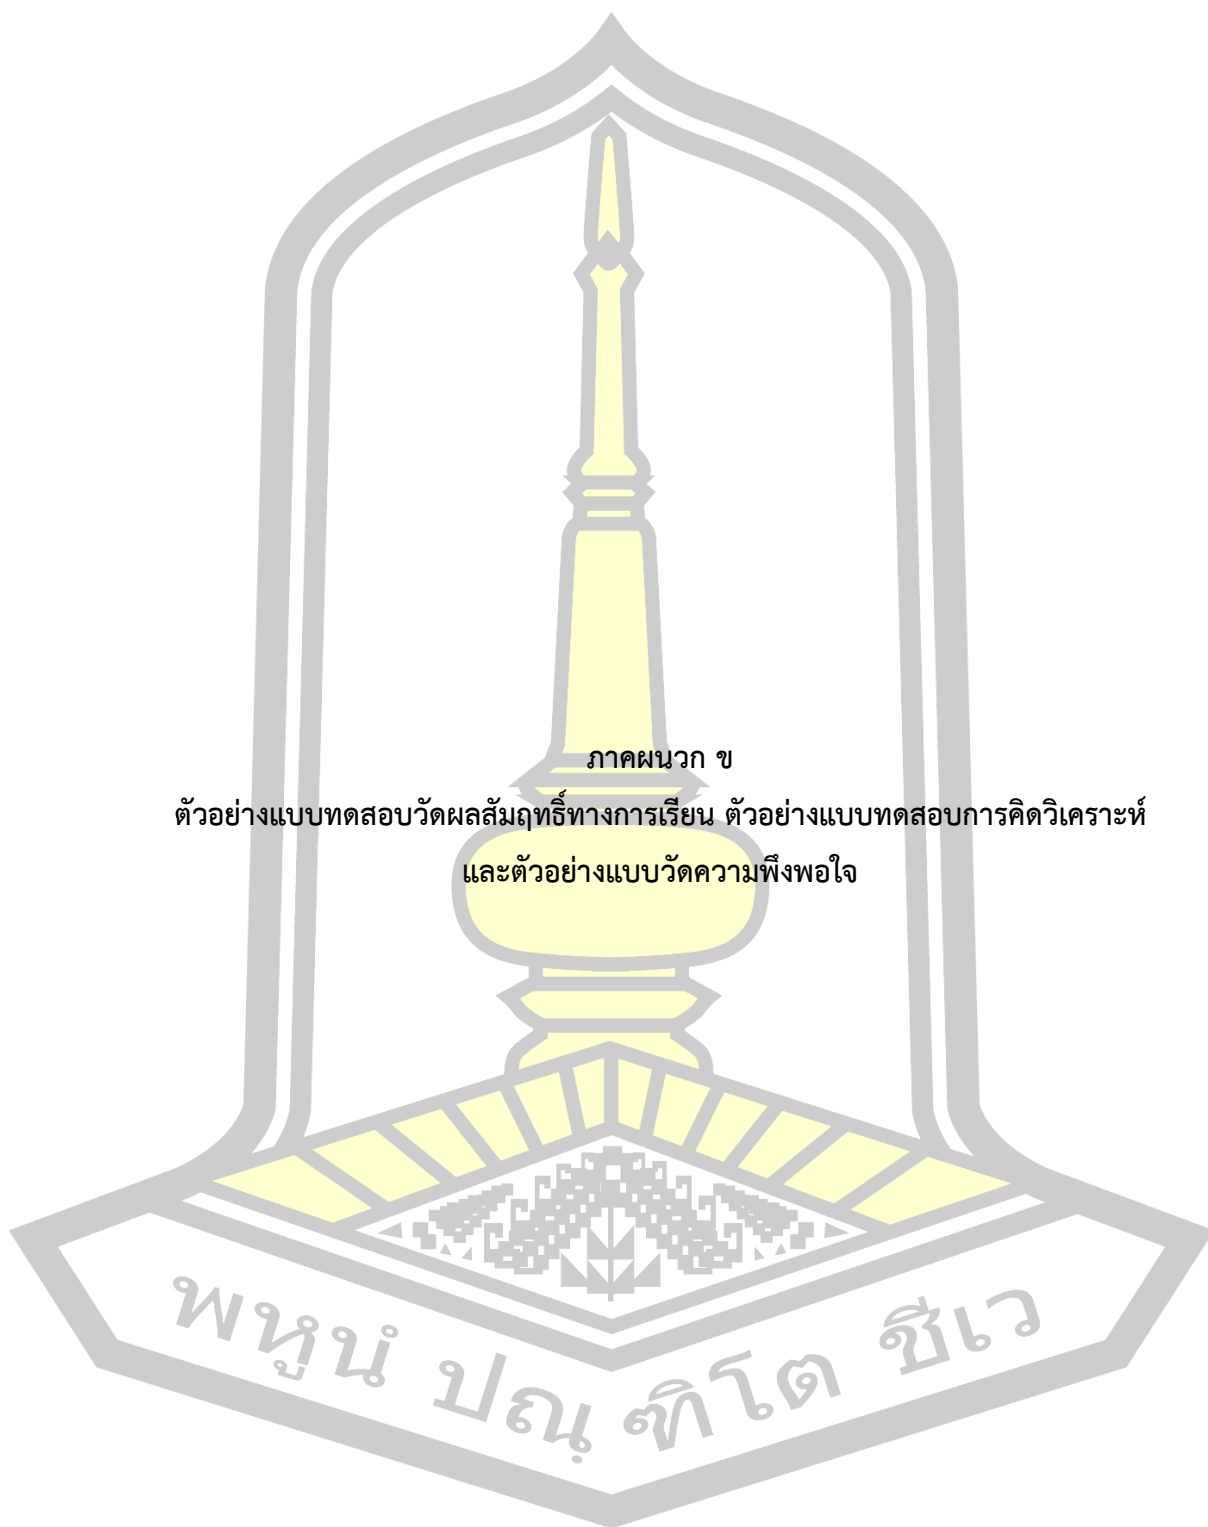 ภาคผนวก ข
ตัวอย่างแบบทดสอบวัดผลสัมฤทธิ์ทางการเรียน ตัวอย่างแบบทดสอบการคิดวิเคราะห์
และตัวอย่างแบบวัดความพึงพอใจ
พหูนํ ปณฺฑิโต ชีเว